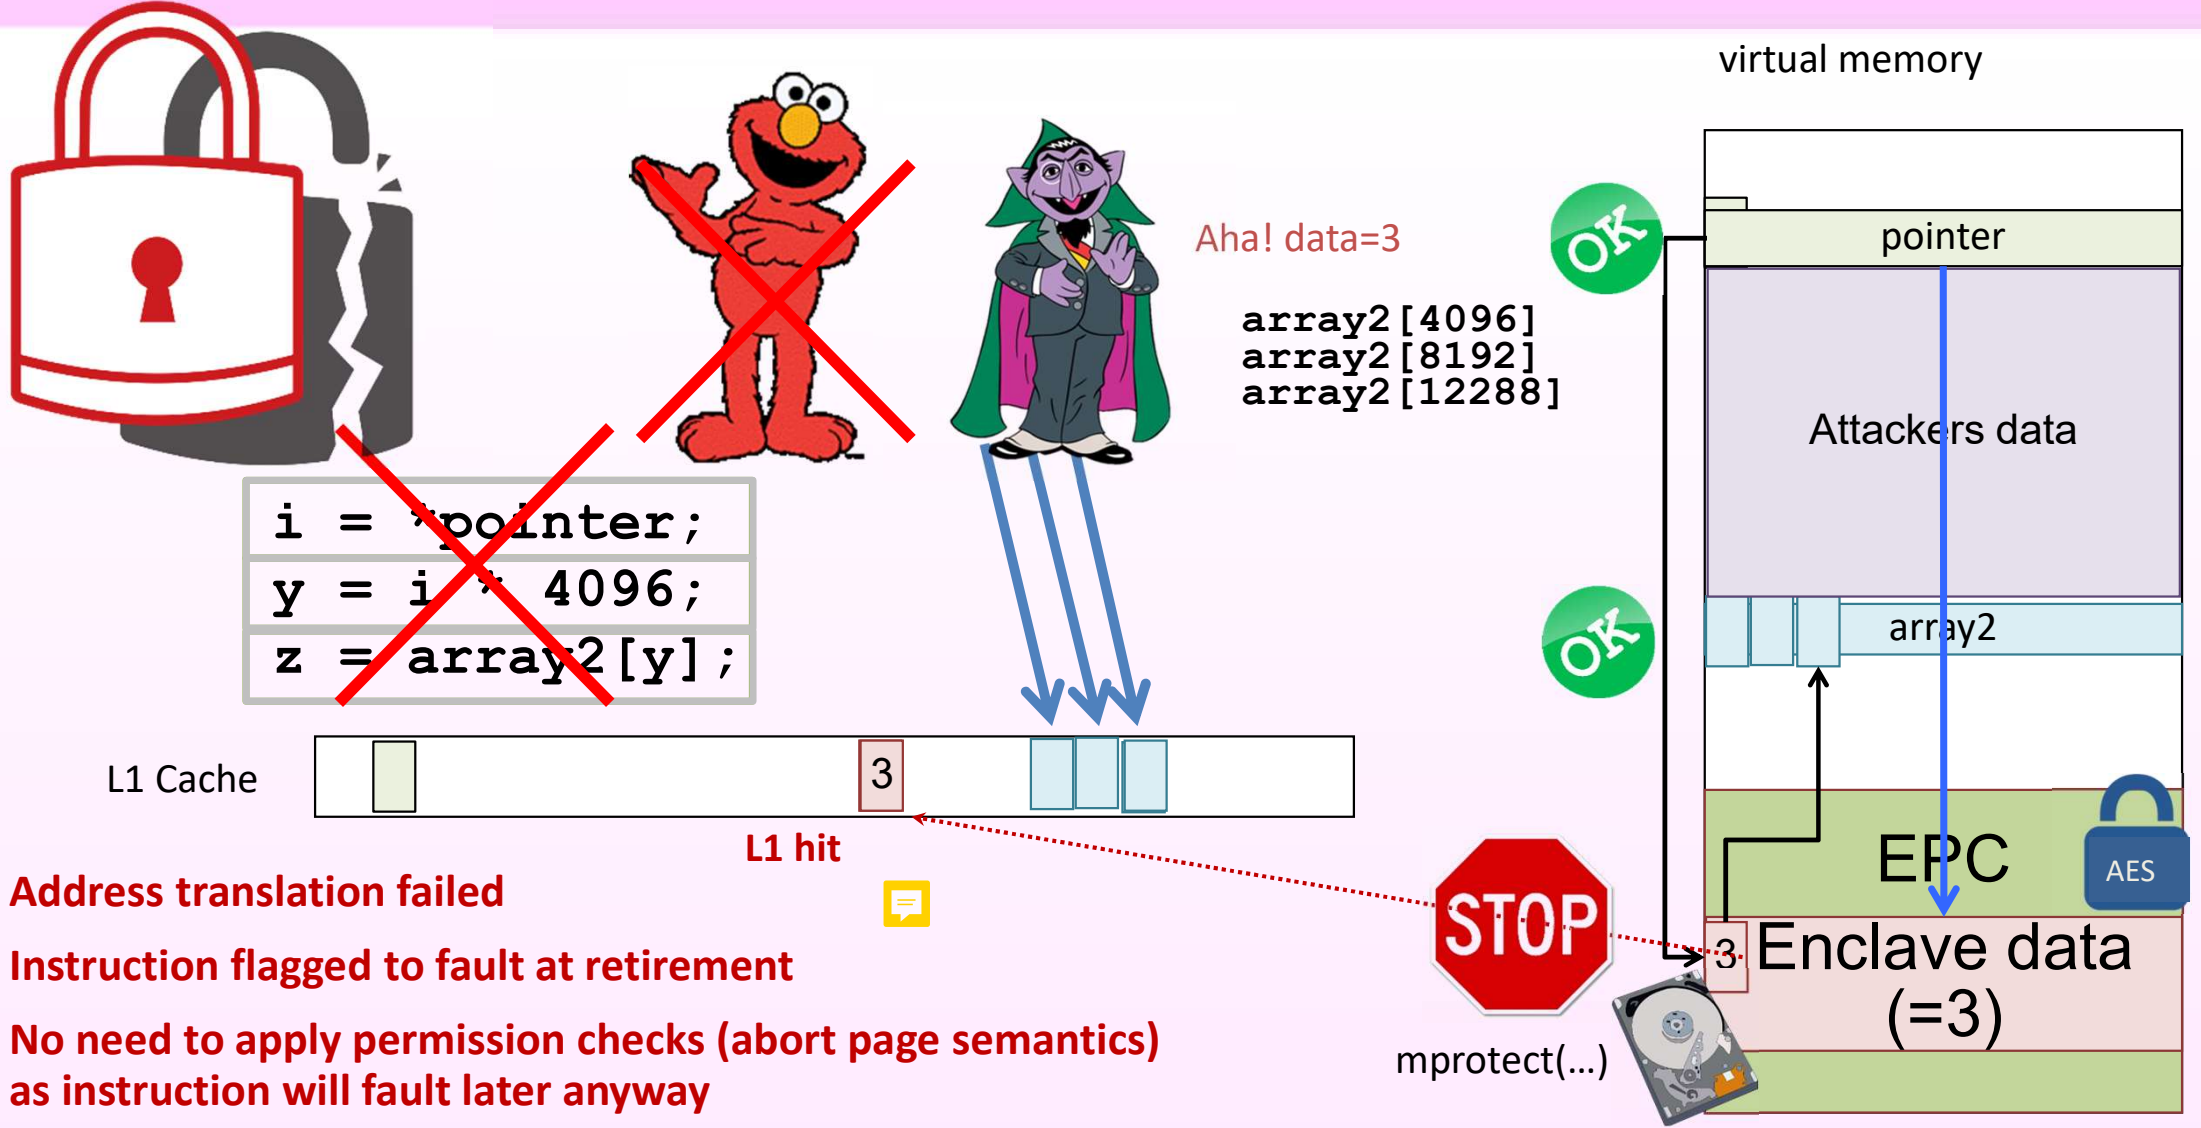 virtual memory
OK
pointer
Aha! data=3
array2[4096]
array2[8192]
array2[12288]
Attackers data
i = *pointer;
y = i * 4096;
z = array2[y];
OK
array2
L1 Cache
3
L1 hit
EPC
AES
STOP
3
Enclave data
(=3)
mprotect(...)
Address translation failed
Instruction flagged to fault at retirement
No need to apply permission checks (abort page semantics)
as instruction will fault later anyway